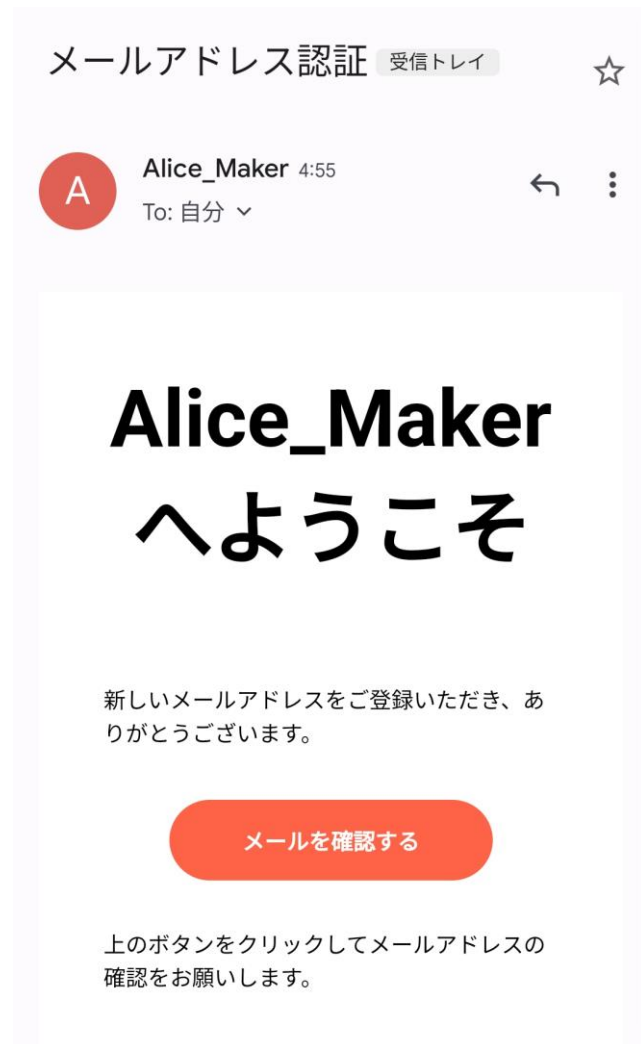 メールアドレス認証 受信トレイ
A
Alice_Maker 4:55
To: 自分
Alice_Maker
へようこそ
新しいメールアドレスをご登録いただき、あ
りがとうございます。
メールを確認する
上のボタンをクリックしてメールアドレスの
確認をお願いします。